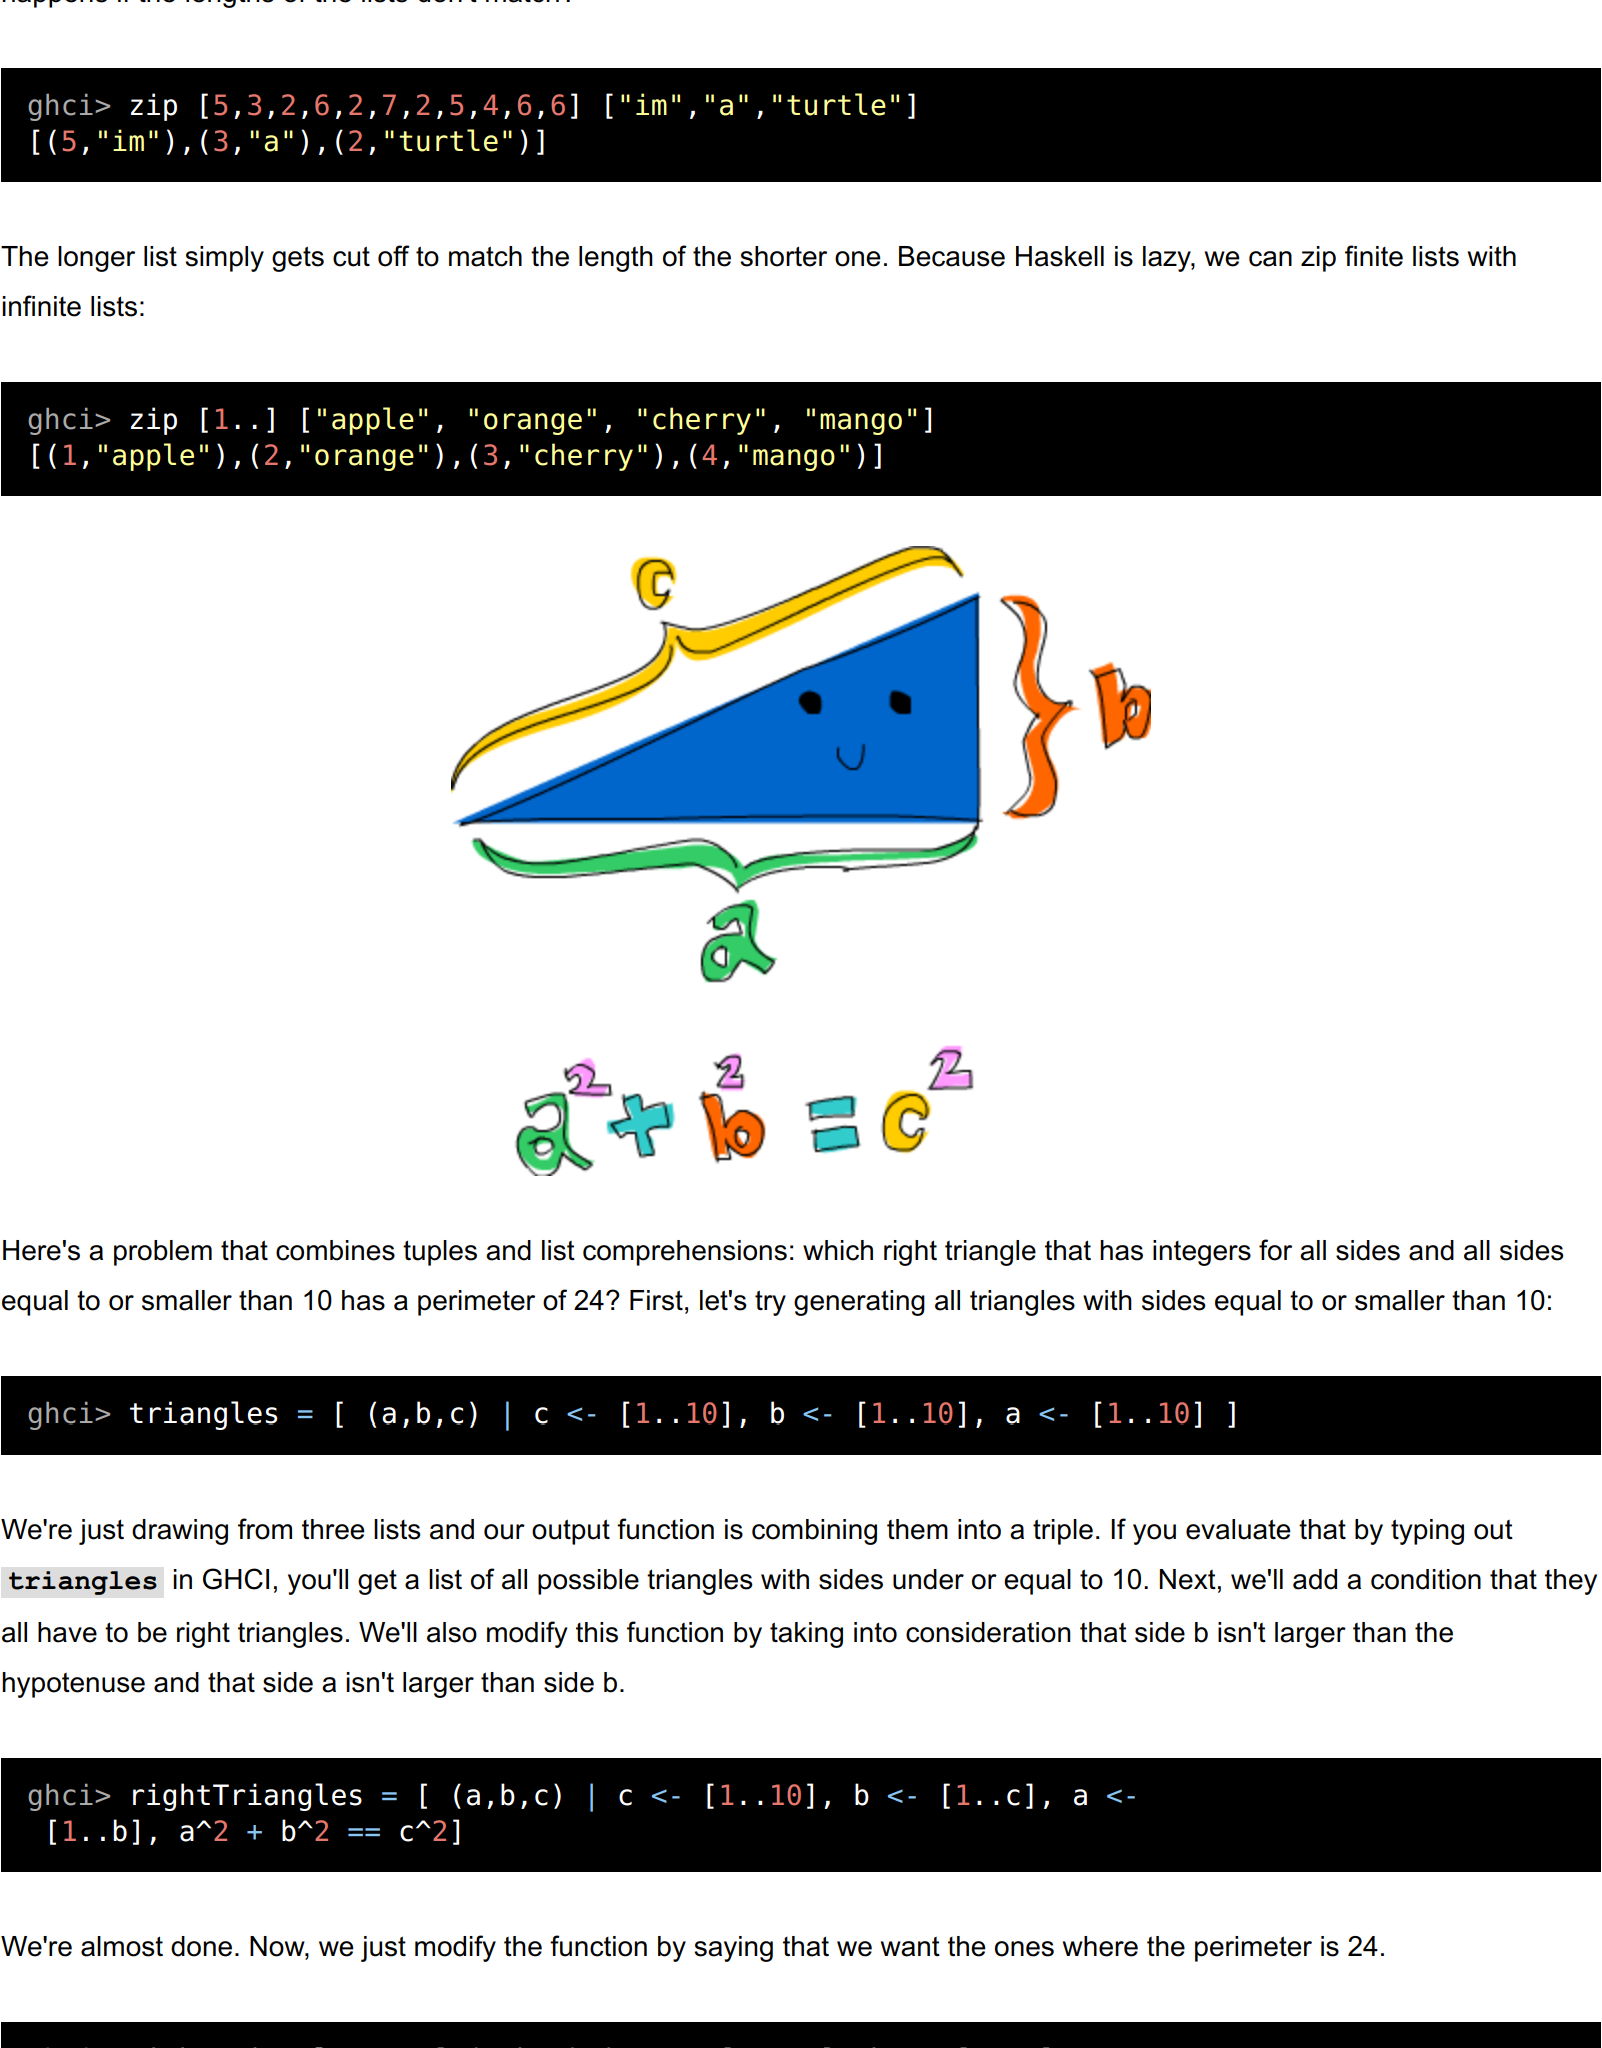 ghci> zip [5,3,2,6,2,7,2,5,4,6,6] ["im","a","turtle"]
[(5,"im"),(3,"a"),(2,"turtle")]
The longer list simply gets cut off to match the length of the shorter one. Because Haskell is lazy, we can zip finite lists with
infinite lists:
ghci> zip [1..] ["apple", "orange", "cherry", "mango"]
[(1,"apple"),(2,"orange"),(3,"cherry"),(4,"mango")]
c
b
a
a² + b² = c²
Here's a problem that combines tuples and list comprehensions: which right triangle that has integers for all sides and all sides
equal to or smaller than 10 has a perimeter of 24? First, let's try generating all triangles with sides equal to or smaller than 10:
ghci> triangles = [ (a,b,c) | c <- [1..10], b <- [1..10], a <- [1..10] ]
We're just drawing from three lists and our output function is combining them into a triple. If you evaluate that by typing out
triangles in GHCI, you'll get a list of all possible triangles with sides under or equal to 10. Next, we'll add a condition that they
all have to be right triangles. We'll also modify this function by taking into consideration that side b isn't larger than the
hypotenuse and that side a isn't larger than side b.
ghci> rightTriangles = [ (a,b,c) | c <- [1..10], b <- [1..c], a <-
[1..b], a^2 + b^2 == c^2]
We're almost done. Now, we just modify the function by saying that we want the ones where the perimeter is 24.